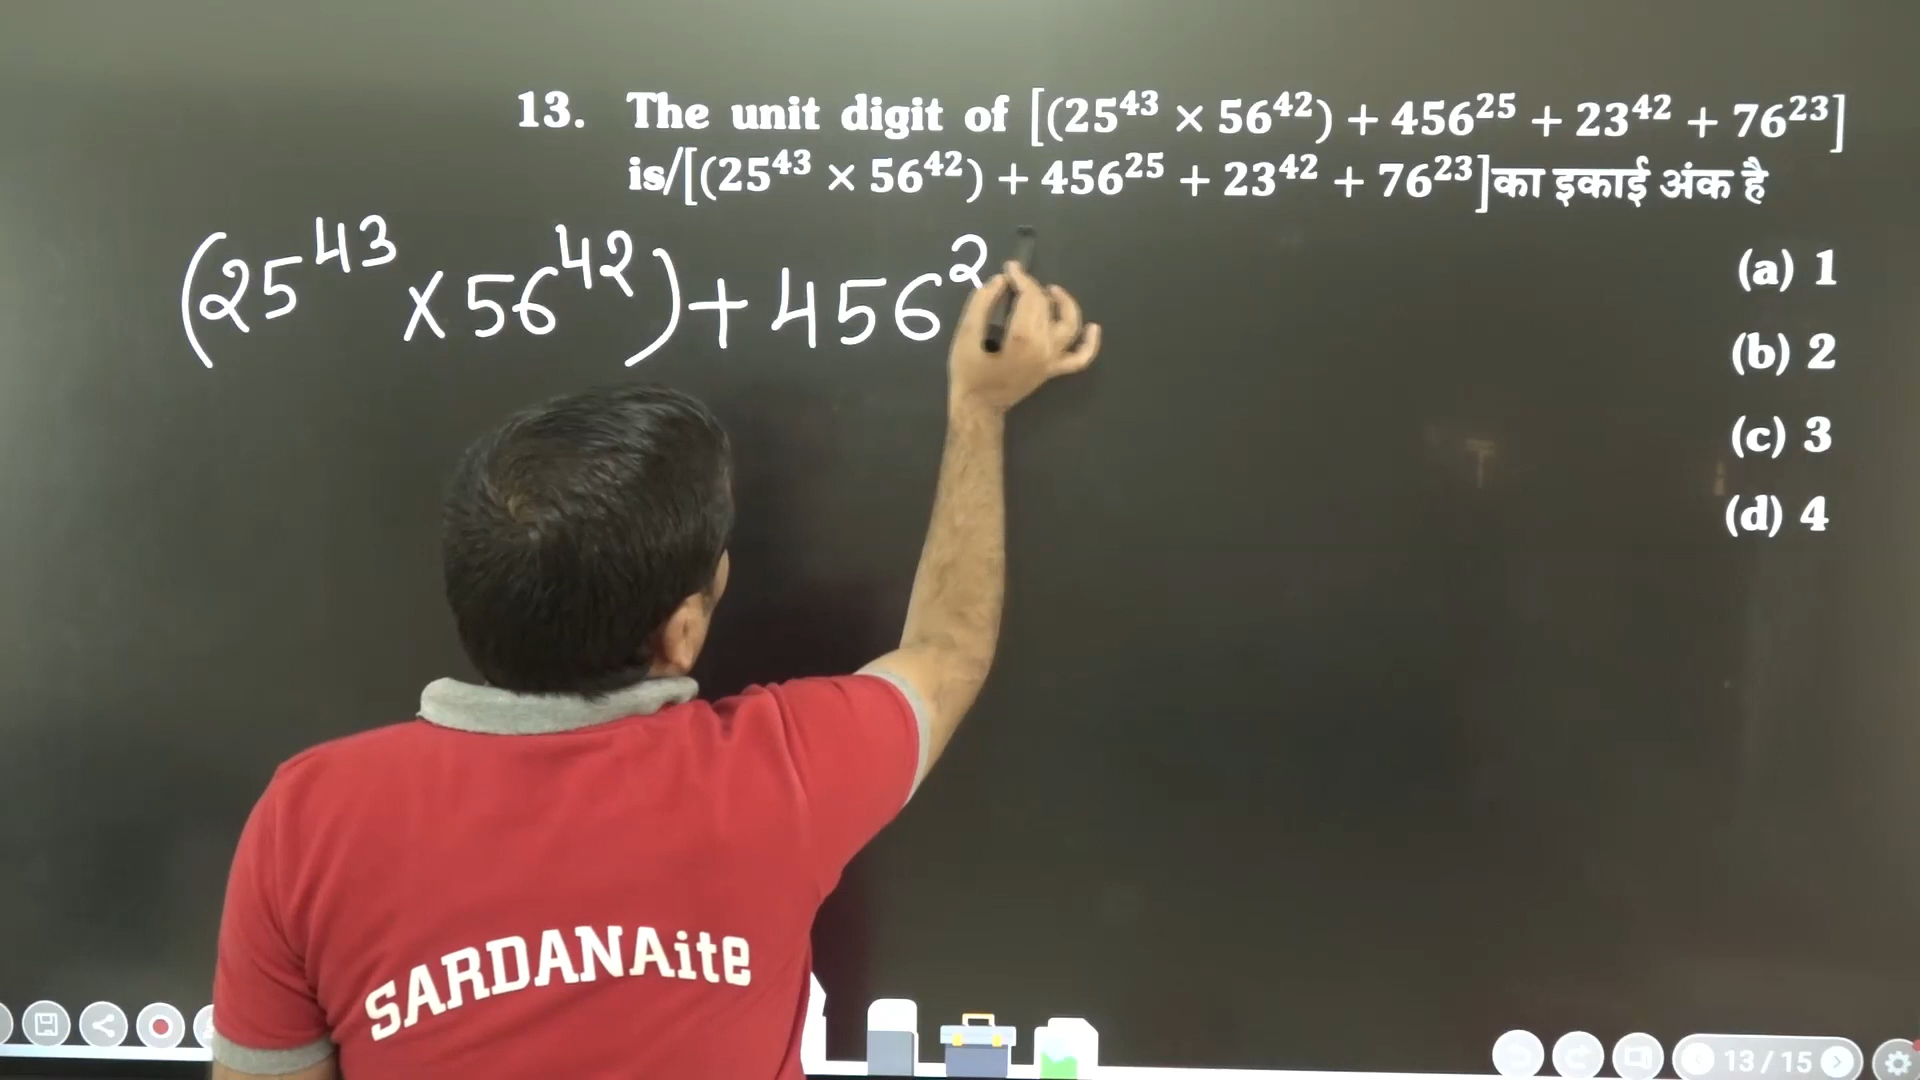 13. The unit digit of [(25⁴³ × 56⁴²) + 456²⁵ + 23⁴² + 76²³]
is/[(25⁴³ × 56⁴²) + 456²⁵ + 23⁴² + 76²³]का इकाई अंक है
(25⁴³ × 56⁴²) + 456²
(a) 1
(b) 2
(c) 3
(d) 4
SARDANAite
13 / 15